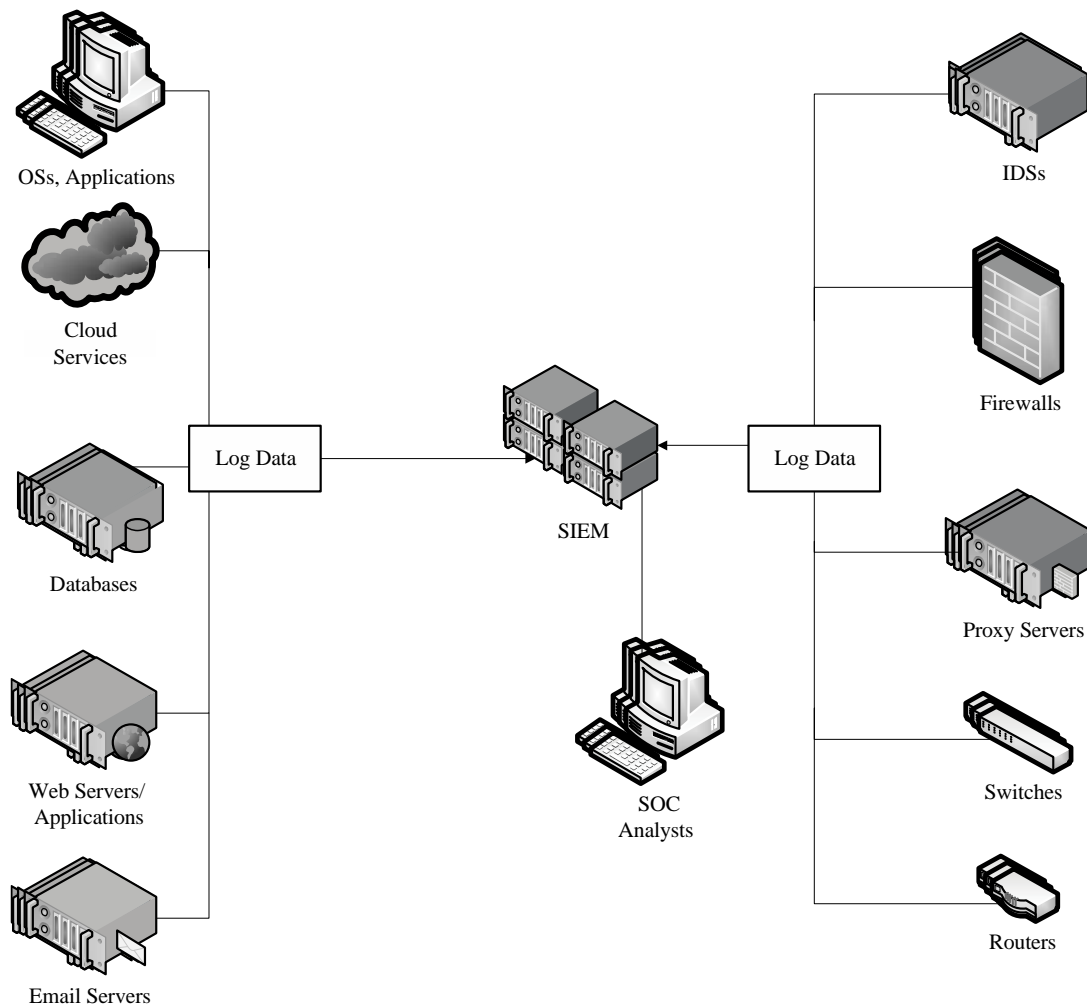 OSs, Applications
Cloud
Services
Log Data
Databases
Web Servers/
Applications
Email Servers
SIEM
SOC
Analysts
IDSs
Firewalls
Log Data
Proxy Servers
Switches
Routers